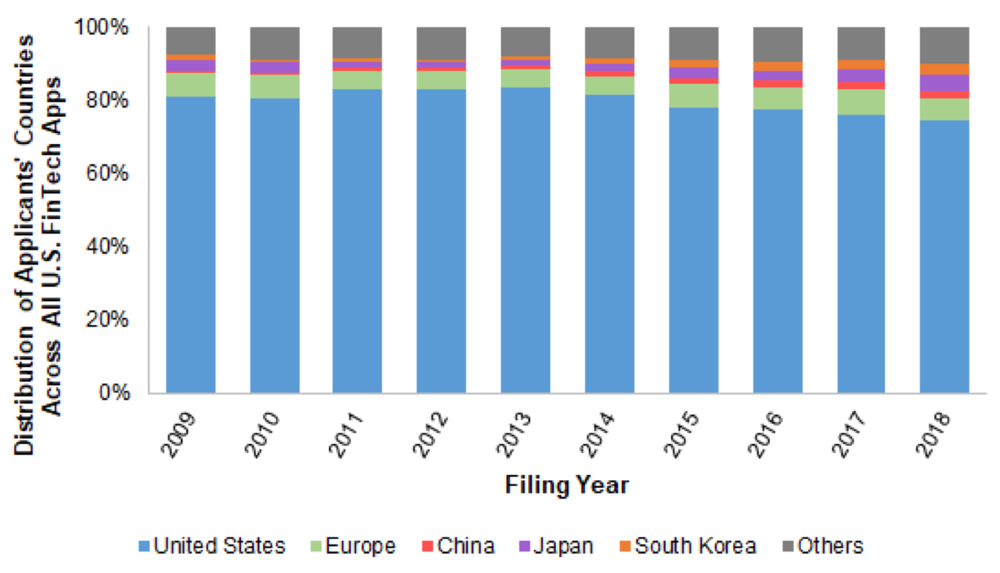 Distribution of Applicants' Countries
Across All U.S. FinTech Apps
100%
80%
60%
40%
20%
0%
2009 2010 2011 2012 2013 2014 2015 2016 2017 2018
Filing Year
United States Europe China Japan South Korea Others